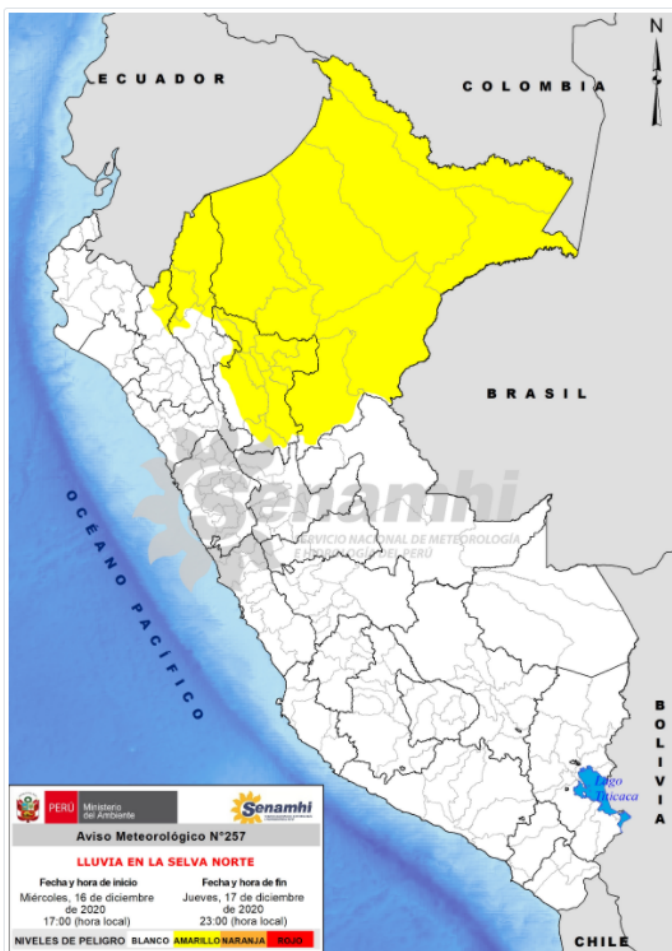 N
ECUADOR
COLOMBIA
BRASIL
OCÉANO PACÍFICO
Senamhi
SERVICIO NACIONAL DE METEOROLOGÍA
E HIDROLOGÍA DEL PERÚ
BOLIVIA
Lago
Titicaca
CHILE
PERÚ
Ministerio
del Ambiente
Senamhi
Aviso Meteorológico N°257
LLUVIA EN LA SELVA NORTE
Fecha y hora de inicio
Miércoles, 16 de diciembre
de 2020
17:00 (hora local)
Fecha y hora de fin
Jueves, 17 de diciembre
de 2020
23:00 (hora local)
NIVELES DE PELIGRO BLANCO AMARILLO NARANJA ROJO